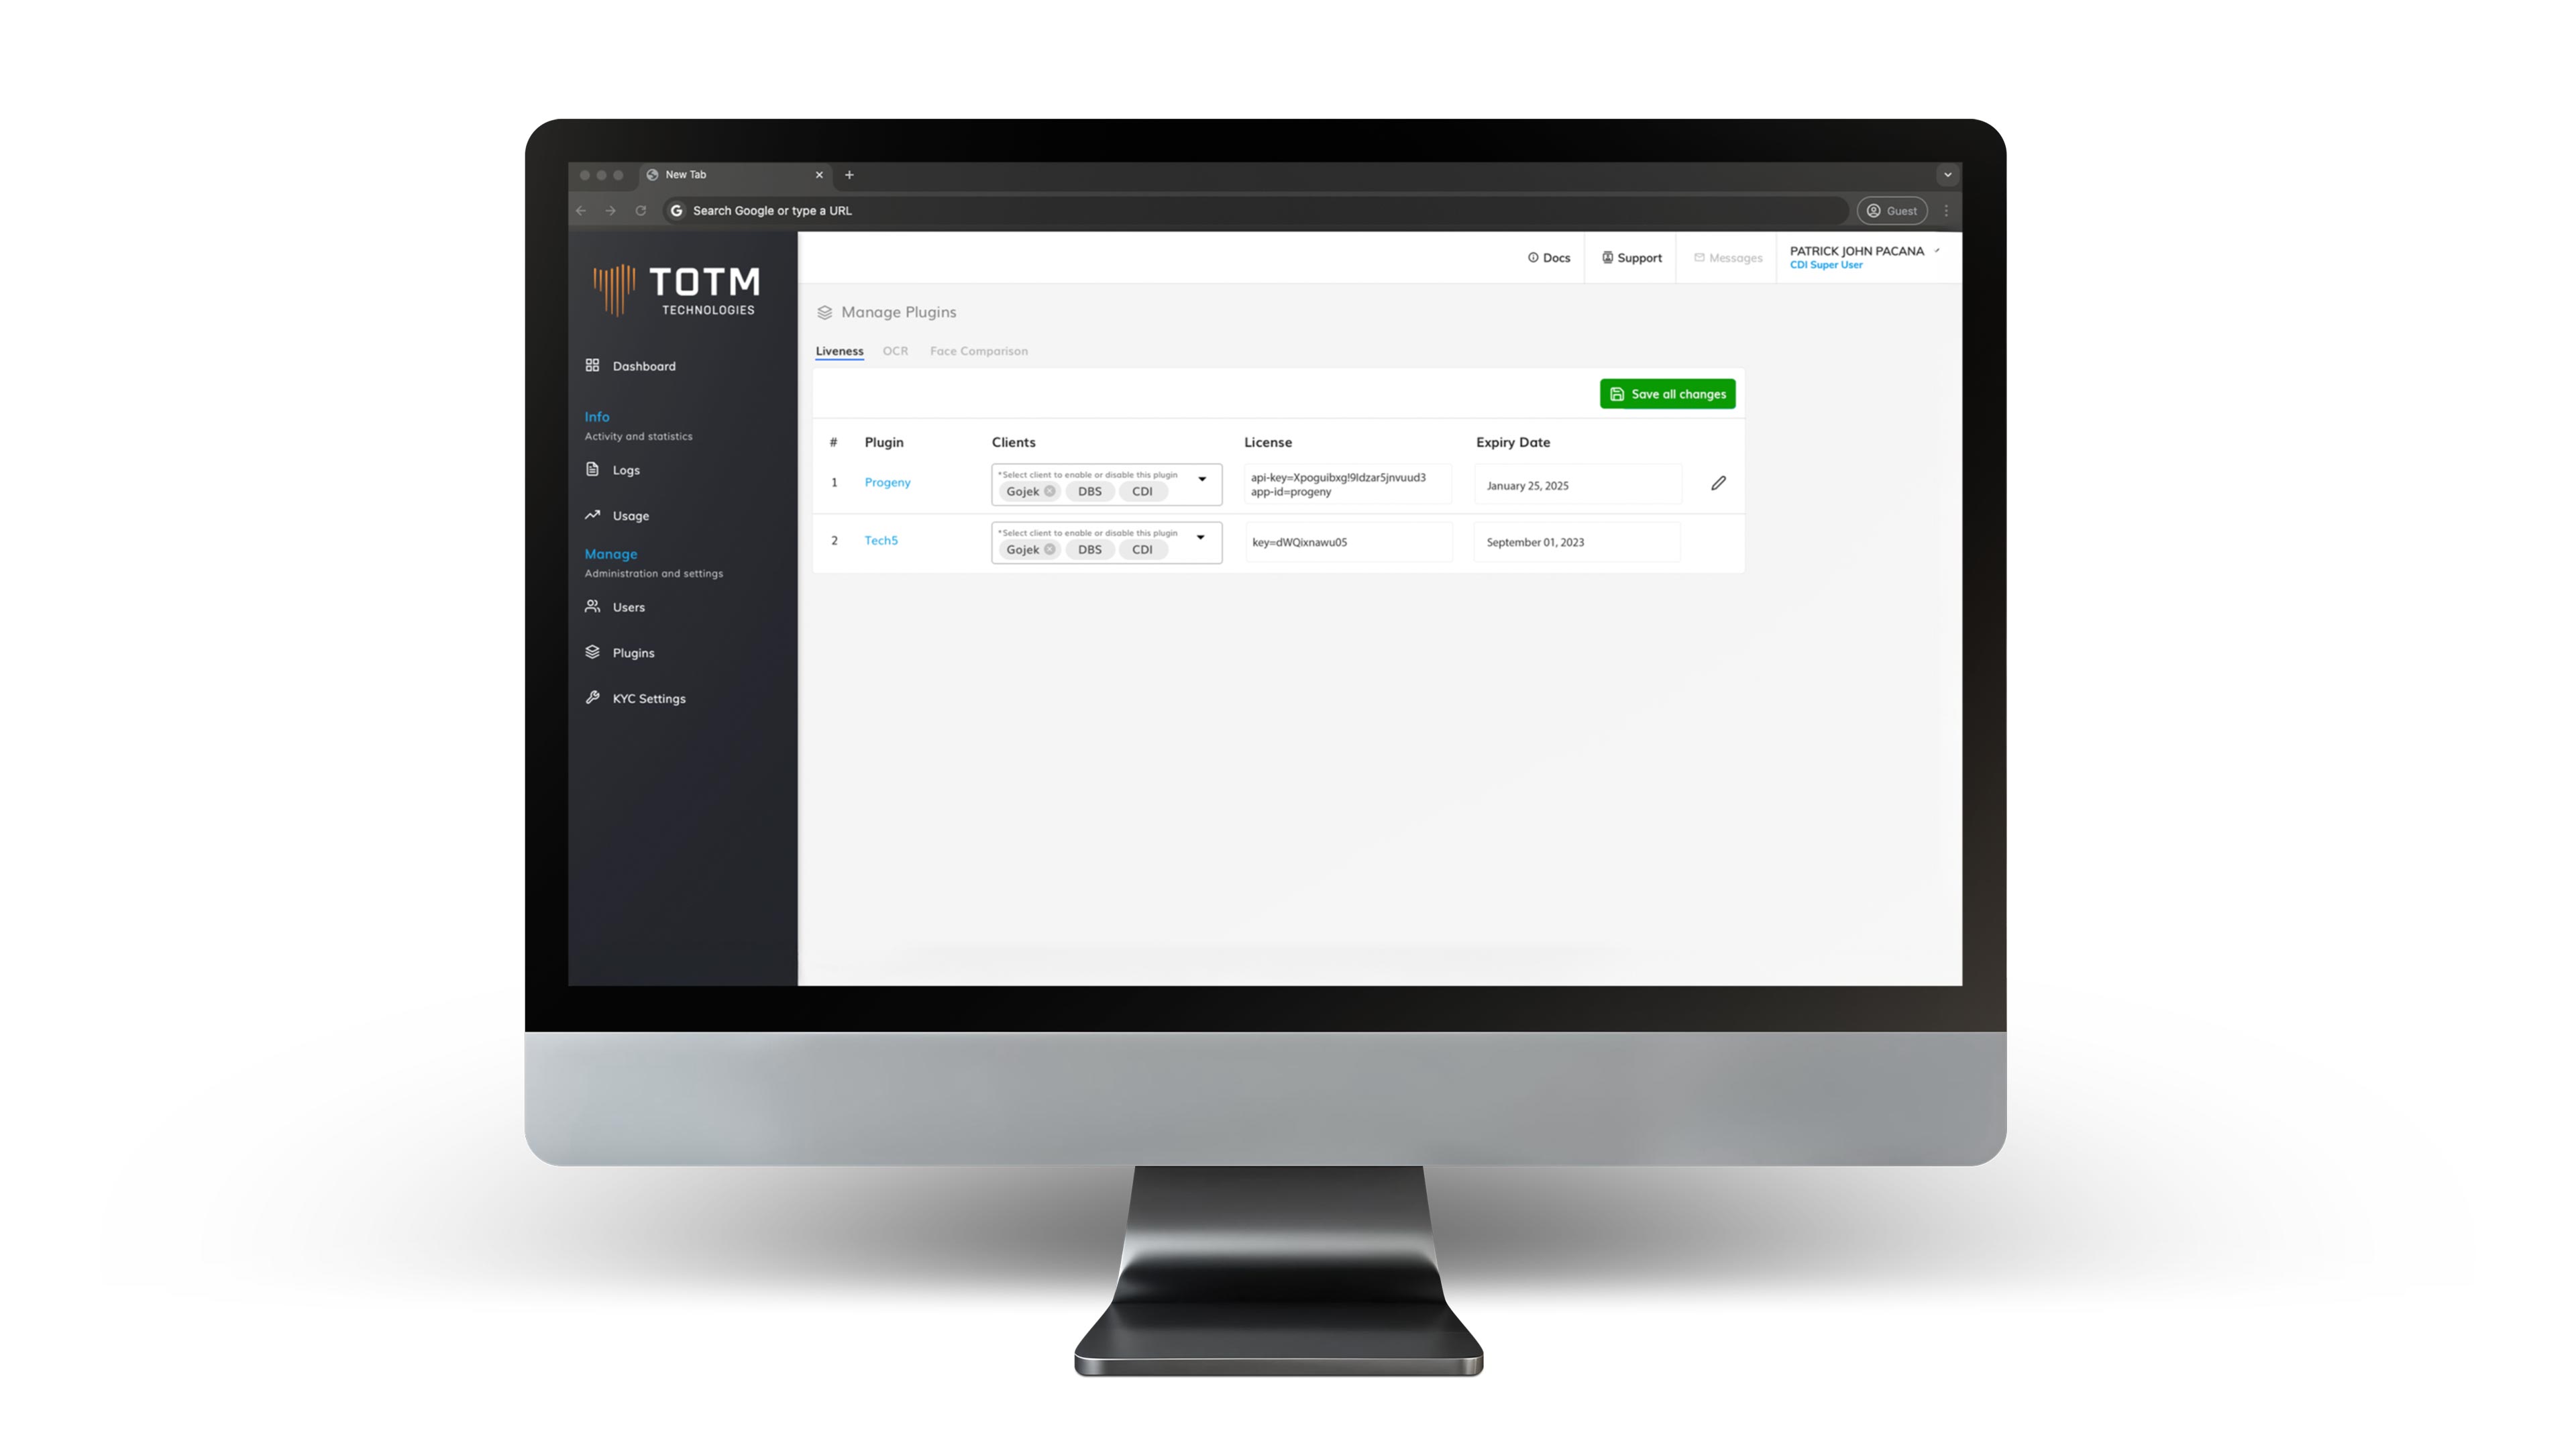 New Tab
Search Google or type a URL
Guest
TOTM
TECHNOLOGIES
Docs
Support
Messages
PATRICK JOHN PACANA
CDI Super User
Dashboard
Info
Activity and statistics
Logs
Usage
Manage
Administration and settings
Users
Plugins
KYC Settings
Manage Plugins
Liveness OCR Face Comparison
Save all changes
# Plugin Clients License Expiry Date
*Select client to enable or disable this plugin
1 Progeny Gojek DBS CDI
api-key=Xpoguibxg!9ldzar5jnvuud3
app-id=progeny
January 25, 2025
*Select client to enable or disable this plugin
2 Tech5 Gojek DBS CDI
key=dWQixnawu05
September 01, 2023